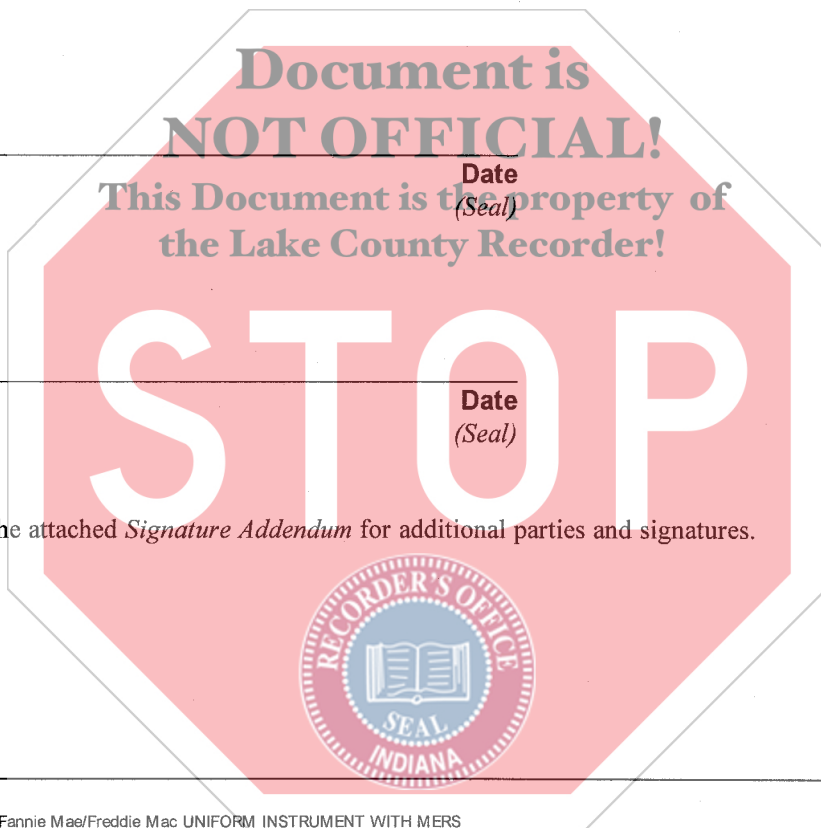 Document is
NOT OFFICIAL!
Date
This Document is the property of
(Seal)
the Lake County Recorder!
STOP
Date
(Seal)
he attached Signature Addendum for additional parties and signatures.
RECORDER'S OFFICE
SEAL
INDIANA
Fannie Mae/Freddie Mac UNIFORM INSTRUMENT WITH MERS